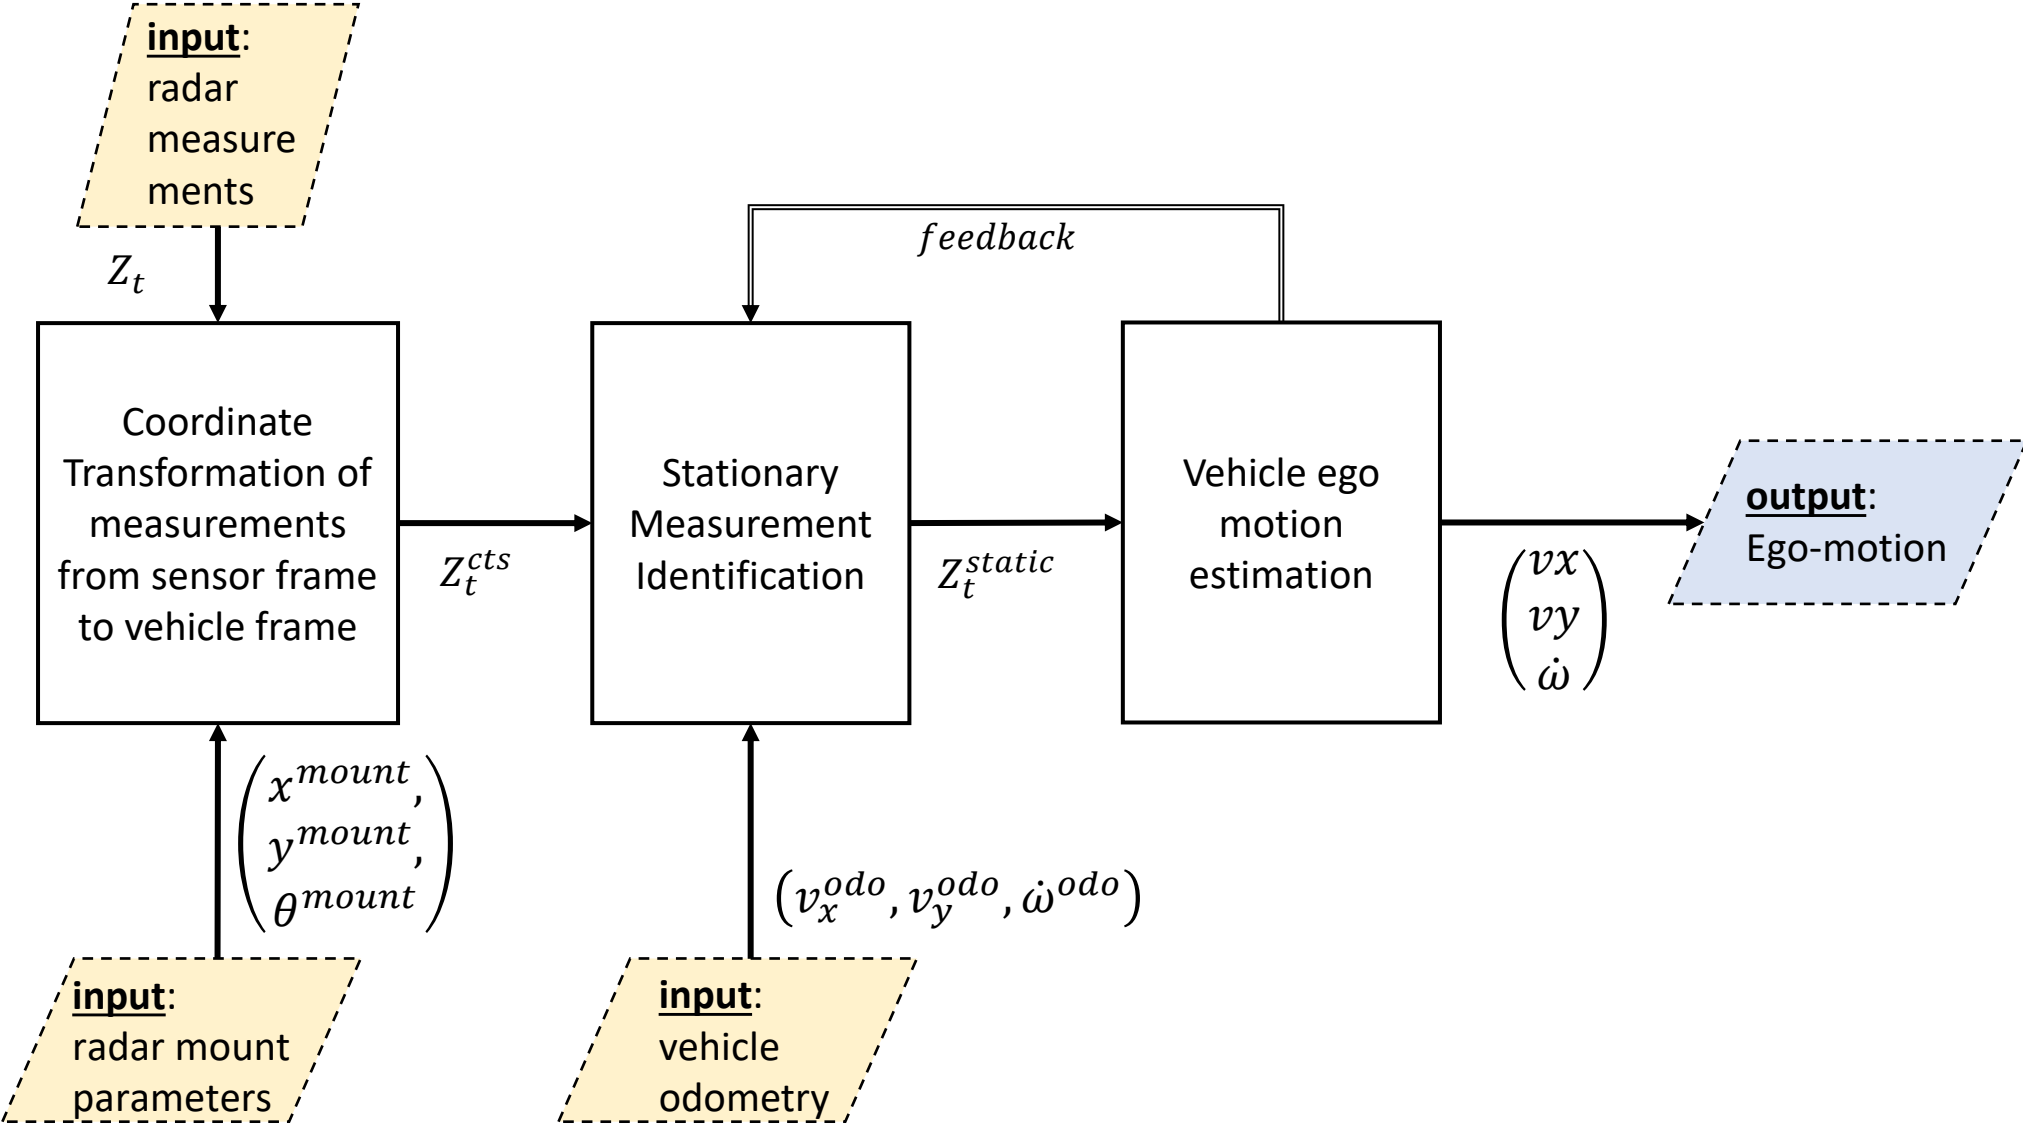 input:
radar
measure
ments
Z_t
feedback
Coordinate
Transformation of
measurements
from sensor frame
to vehicle frame
Z_t^{cts}
Stationary
Measurement
Identification
Z_t^{static}
Vehicle ego
motion
estimation
(vx
vy
ω̇)
output:
Ego-motion
(x^{mount},
y^{mount},
θ^{mount})
(v_x^{odo}, v_y^{odo}, ω̇^{odo})
input:
radar mount
parameters
input:
vehicle
odometry